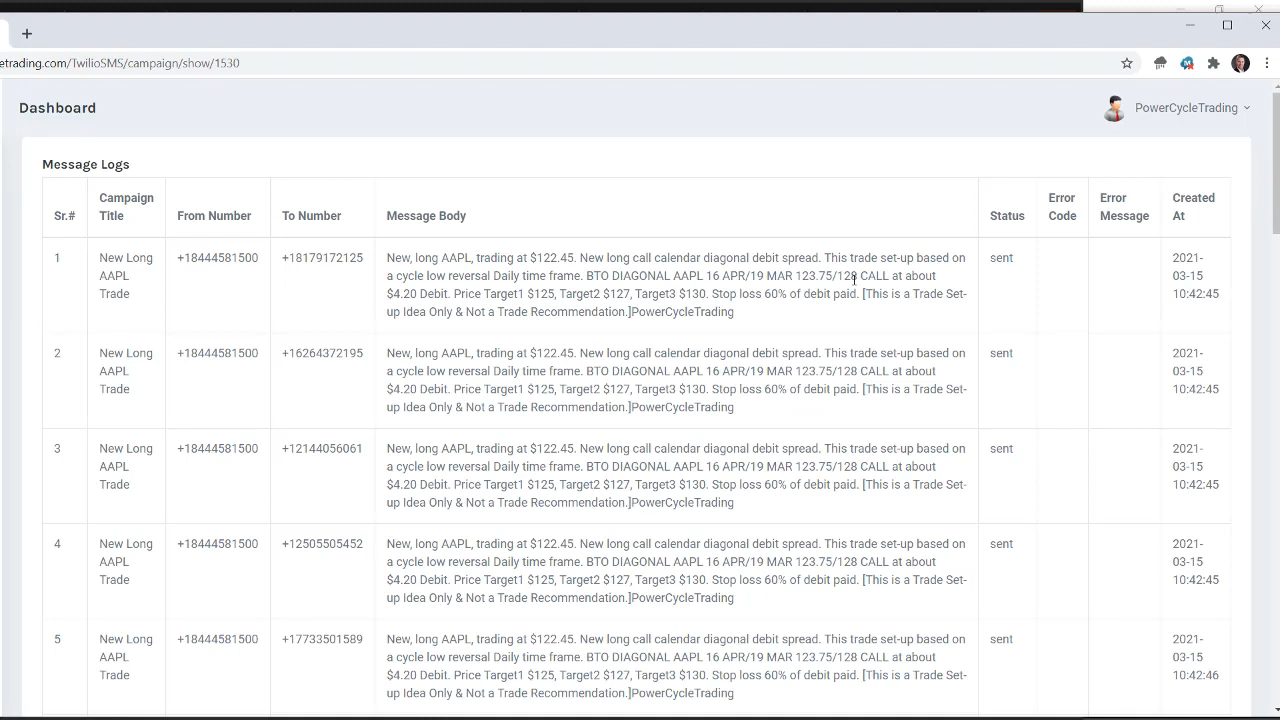 etrading.com/TwilioSMS/campaign/show/1530
Dashboard
PowerCycleTrading
Message Logs
Sr.# Campaign Title From Number To Number Message Body Status Error Code Error Message Created At
1 New Long AAPL Trade +18444581500 +18179172125
New, long AAPL, trading at $122.45. New long call calendar diagonal debit spread. This trade set-up based on
a cycle low reversal Daily time frame. BTO DIAGONAL AAPL 16 APR/19 MAR 123.75/128 CALL at about
$4.20 Debit. Price Target1 $125, Target2 $127, Target3 $130. Stop loss 60% of debit paid. [This is a Trade Set-
up Idea Only & Not a Trade Recommendation.]PowerCycleTrading
sent 2021-03-15 10:42:45
2 New Long AAPL Trade +18444581500 +16264372195
New, long AAPL, trading at $122.45. New long call calendar diagonal debit spread. This trade set-up based on
a cycle low reversal Daily time frame. BTO DIAGONAL AAPL 16 APR/19 MAR 123.75/128 CALL at about
$4.20 Debit. Price Target1 $125, Target2 $127, Target3 $130. Stop loss 60% of debit paid. [This is a Trade Set-
up Idea Only & Not a Trade Recommendation.]PowerCycleTrading
sent 2021-03-15 10:42:45
3 New Long AAPL Trade +18444581500 +12144056061
New, long AAPL, trading at $122.45. New long call calendar diagonal debit spread. This trade set-up based on
a cycle low reversal Daily time frame. BTO DIAGONAL AAPL 16 APR/19 MAR 123.75/128 CALL at about
$4.20 Debit. Price Target1 $125, Target2 $127, Target3 $130. Stop loss 60% of debit paid. [This is a Trade Set-
up Idea Only & Not a Trade Recommendation.]PowerCycleTrading
sent 2021-03-15 10:42:45
4 New Long AAPL Trade +18444581500 +12505505452
New, long AAPL, trading at $122.45. New long call calendar diagonal debit spread. This trade set-up based on
a cycle low reversal Daily time frame. BTO DIAGONAL AAPL 16 APR/19 MAR 123.75/128 CALL at about
$4.20 Debit. Price Target1 $125, Target2 $127, Target3 $130. Stop loss 60% of debit paid. [This is a Trade Set-
up Idea Only & Not a Trade Recommendation.]PowerCycleTrading
sent 2021-03-15 10:42:45
5 New Long AAPL Trade +18444581500 +17733501589
New, long AAPL, trading at $122.45. New long call calendar diagonal debit spread. This trade set-up based on
a cycle low reversal Daily time frame. BTO DIAGONAL AAPL 16 APR/19 MAR 123.75/128 CALL at about
$4.20 Debit. Price Target1 $125, Target2 $127, Target3 $130. Stop loss 60% of debit paid. [This is a Trade Set-
up Idea Only & Not a Trade Recommendation.]PowerCycleTrading
sent 2021-03-15 10:42:46